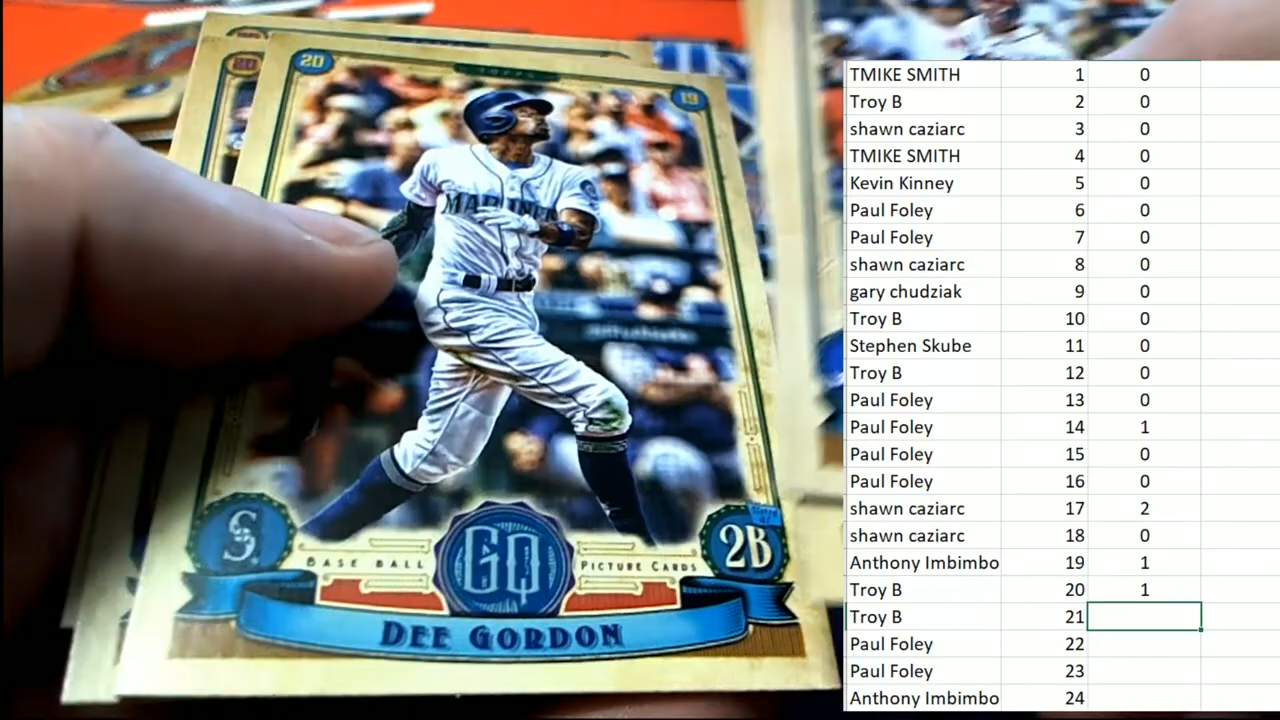 20
20
TOPPS
19
MARINERS
S
BASE BALL
GQ
PICTURE CARDS
2B
DEE GORDON
TMIKE SMITH 1 0
Troy B 2 0
shawn caziarc 3 0
TMIKE SMITH 4 0
Kevin Kinney 5 0
Paul Foley 6 0
Paul Foley 7 0
shawn caziarc 8 0
gary chudziak 9 0
Troy B 10 0
Stephen Skube 11 0
Troy B 12 0
Paul Foley 13 0
Paul Foley 14 1
Paul Foley 15 0
Paul Foley 16 0
shawn caziarc 17 2
shawn caziarc 18 0
Anthony Imbimbo 19 1
Troy B 20 1
Troy B 21
Paul Foley 22
Paul Foley 23
Anthony Imbimbo 24